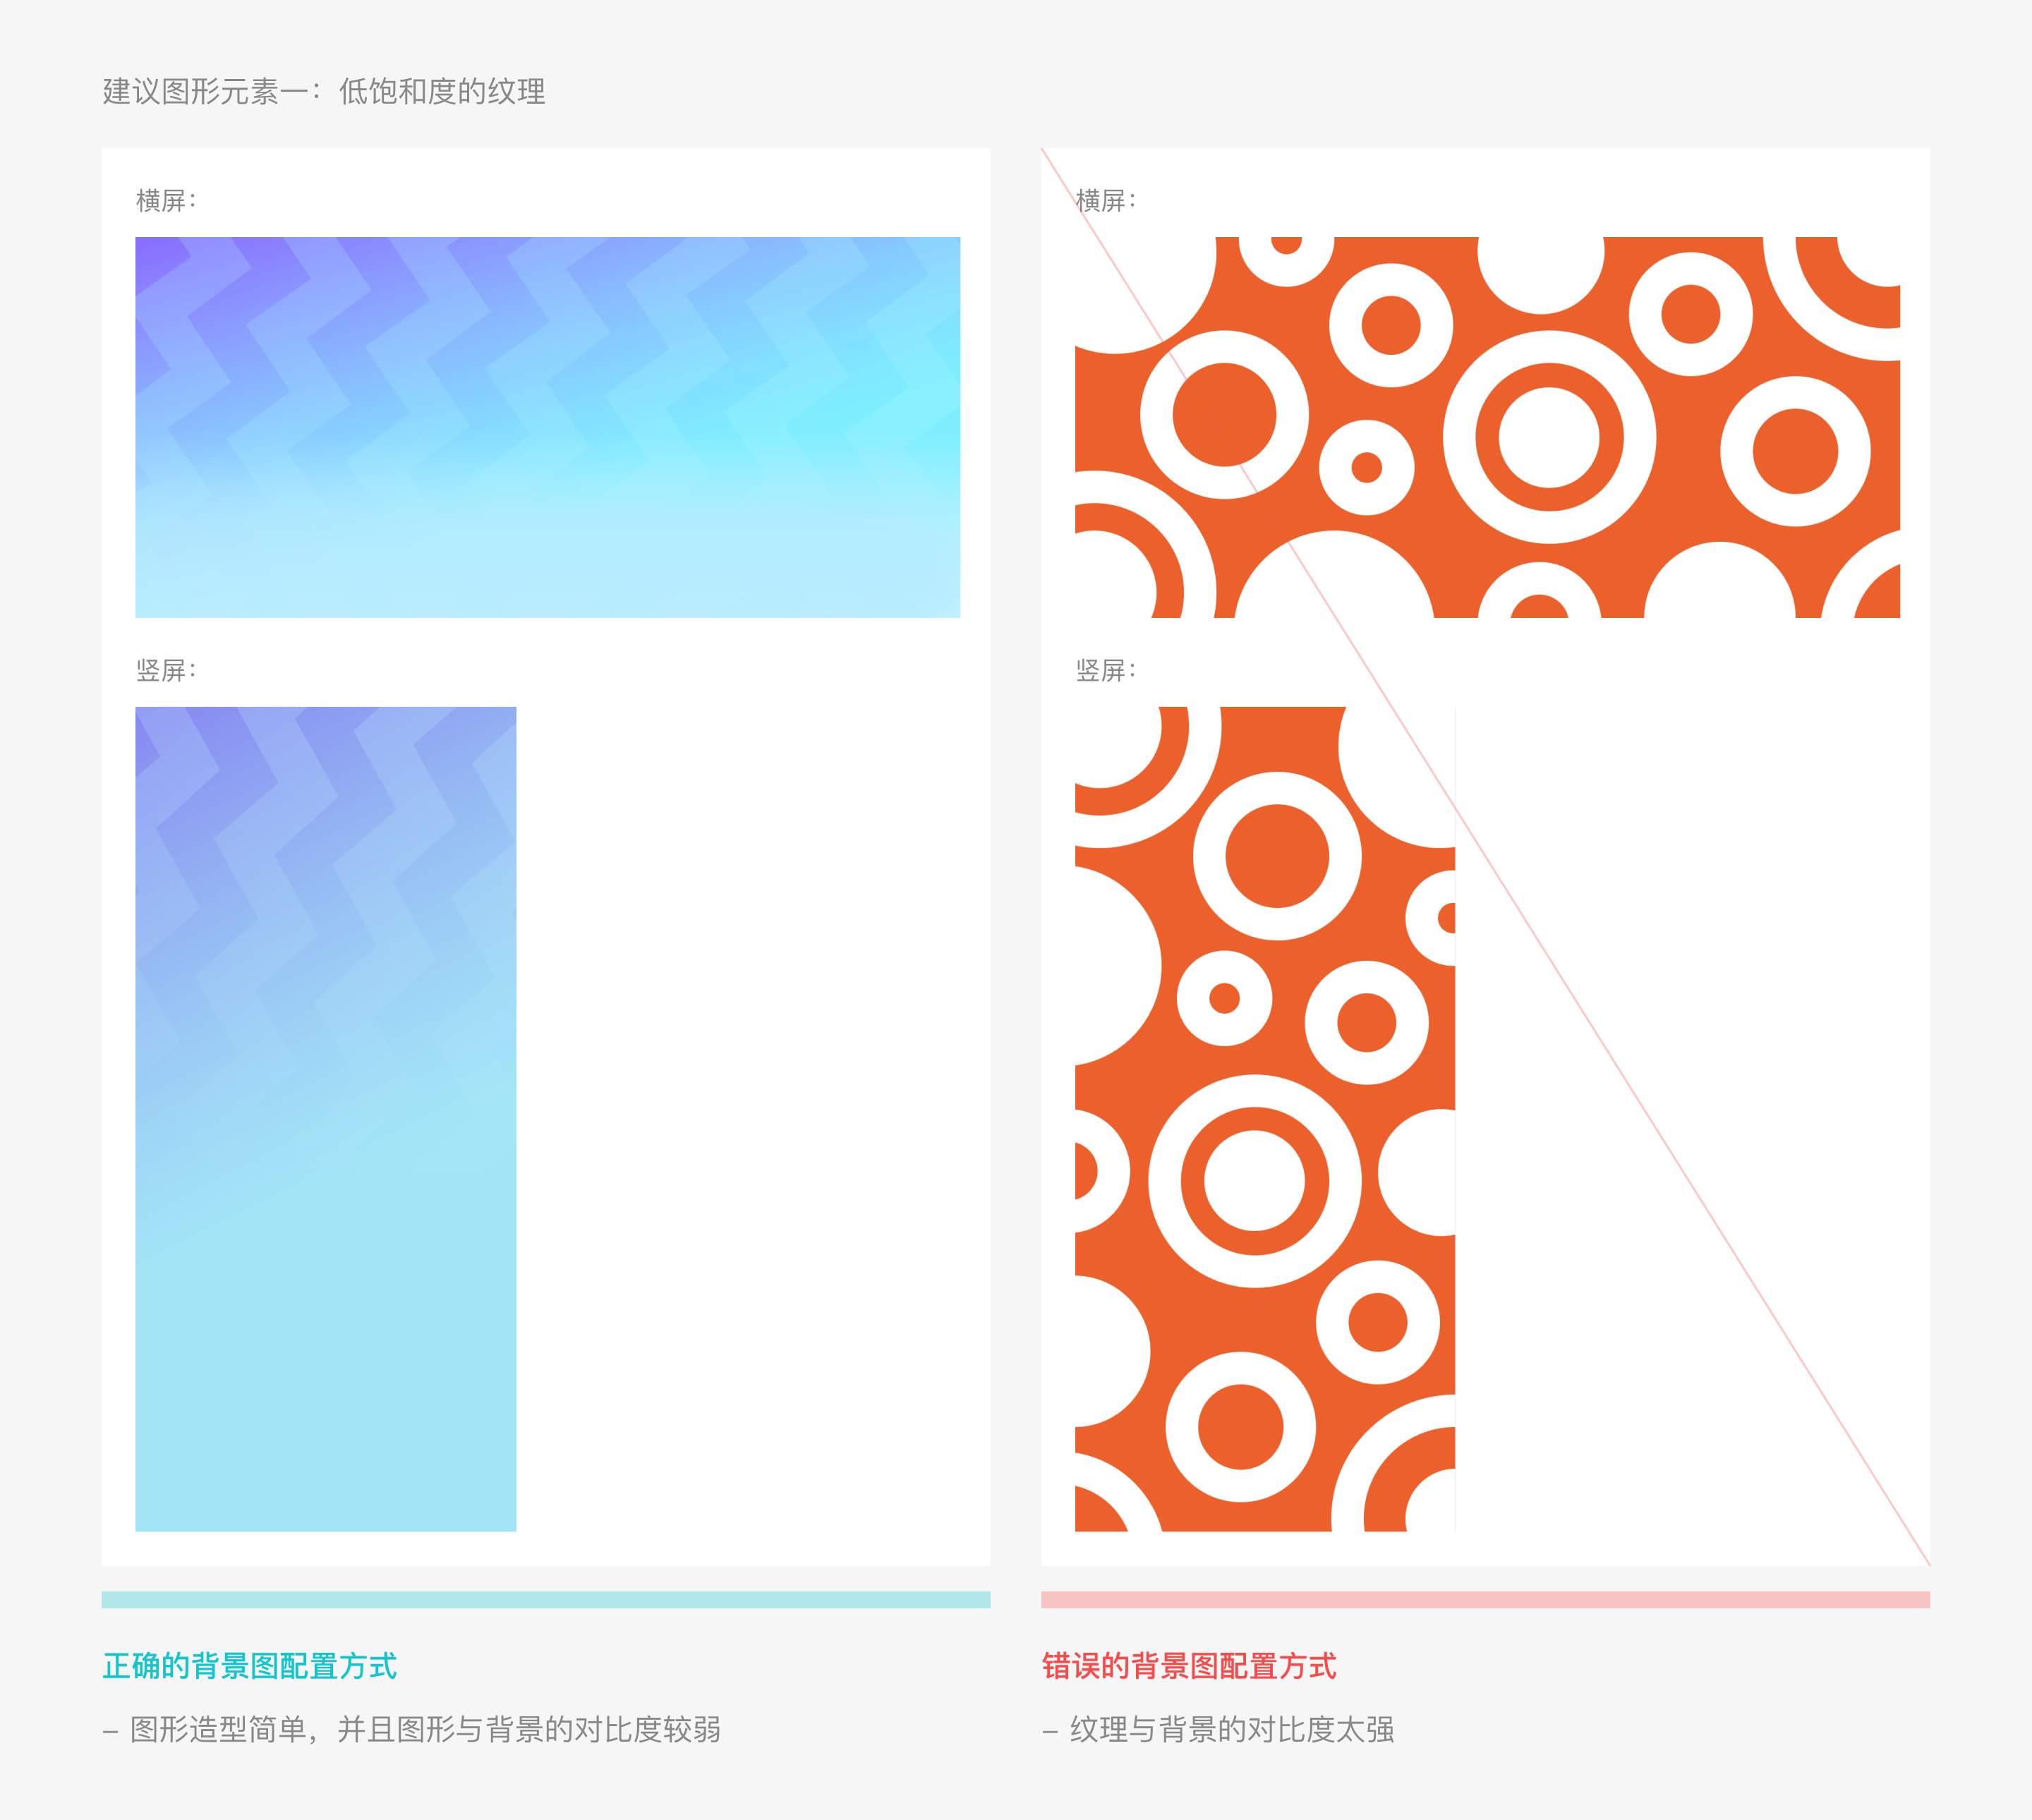 建议图形元素一：低饱和度的纹理
横屏：
竖屏：
正确的背景图配置方式
– 图形造型简单，并且图形与背景的对比度较弱
横屏：
竖屏：
错误的背景图配置方式
– 纹理与背景的对比度太强